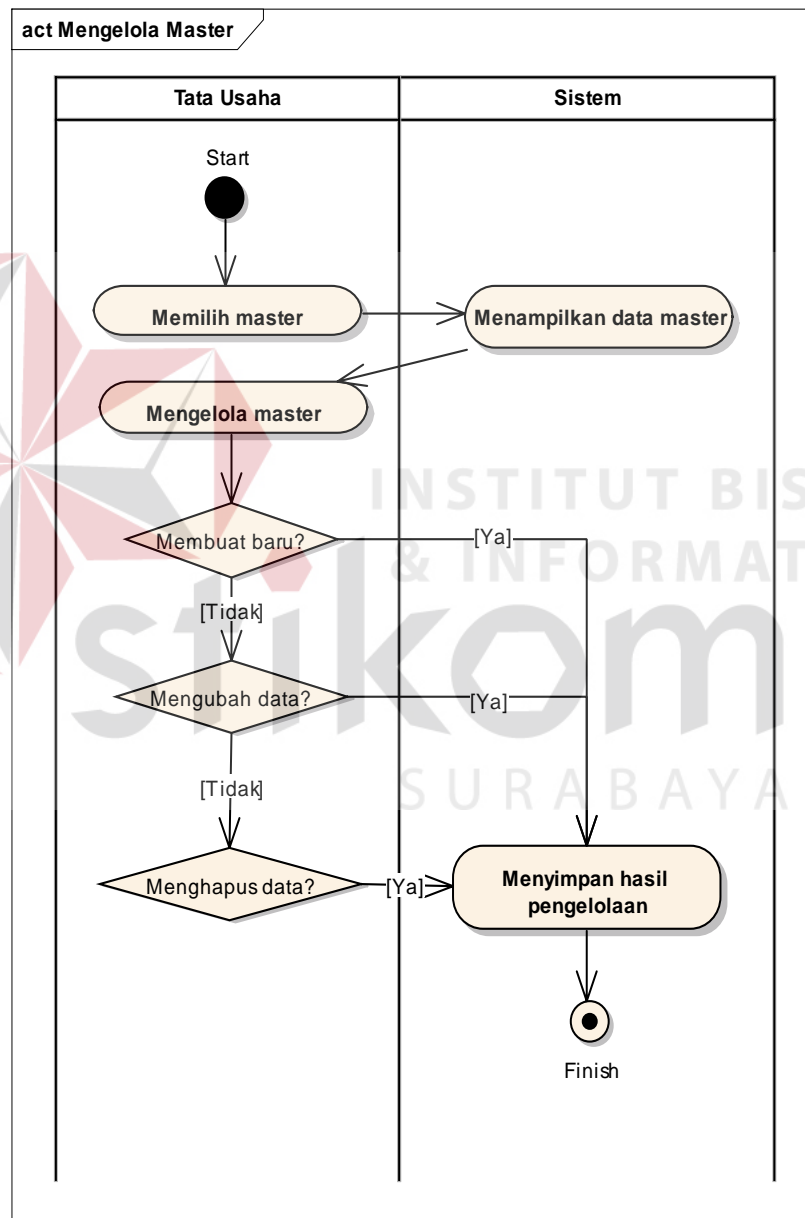 act Mengelola Master
Tata Usaha
Sistem
Start
Memilih master
Menampilkan data master
Mengelola master
INSTITUT BIS
Membuat baru?
[Ya]
& INFORMAT
[Tidak]
stikom
Mengubah data?
[Ya]
[Tidak]
SURABAYA
Menghapus data?
[Ya]
Menyimpan hasil
pengelolaan
Finish